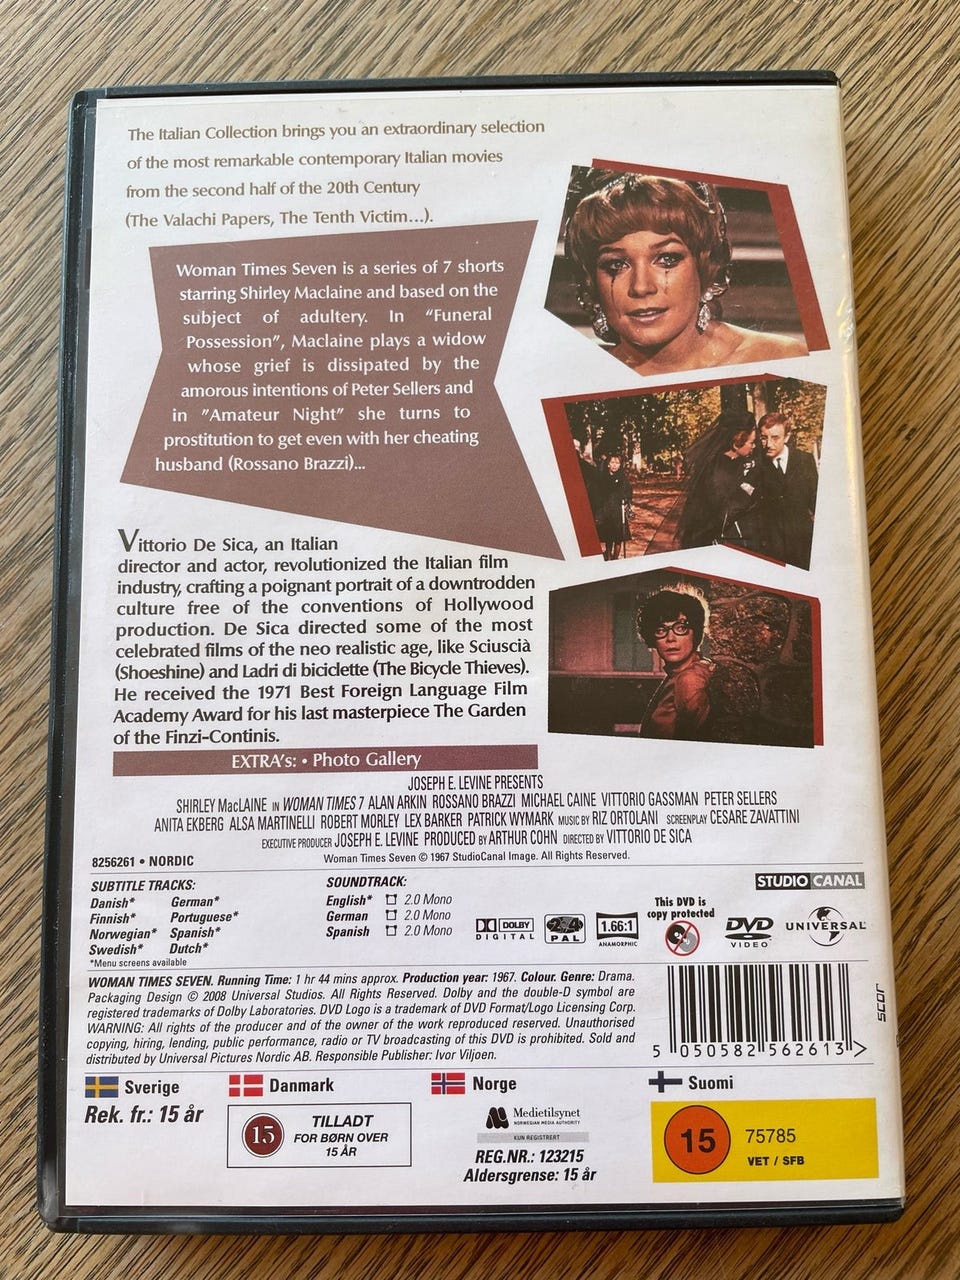 The Italian Collection brings you an extraordinary selection
of the most remarkable contemporary Italian movies
from the second half of the 20th Century
(The Valachi Papers, The Tenth Victim...).
Woman Times Seven is a series of 7 shorts
starring Shirley Maclaine and based on the
subject of adultery. In “Funeral
Possession”, Maclaine plays a widow
whose grief is dissipated by the
amorous intentions of Peter Sellers and
in ”Amateur Night” she turns to
prostitution to get even with her cheating
husband (Rossano Brazzi)...
Vittorio De Sica, an Italian
director and actor, revolutionized the Italian film
industry, crafting a poignant portrait of a downtrodden
culture free of the conventions of Hollywood
production. De Sica directed some of the most
celebrated films of the neo realistic age, like Sciuscià
(Shoeshine) and Ladri di biciclette (The Bicycle Thieves).
He received the 1971 Best Foreign Language Film
Academy Award for his last masterpiece The Garden
of the Finzi-Continis.
EXTRA's: • Photo Gallery
JOSEPH E. LEVINE PRESENTS
SHIRLEY MacLAINE IN WOMAN TIMES 7 ALAN ARKIN ROSSANO BRAZZI MICHAEL CAINE VITTORIO GASSMAN PETER SELLERS
ANITA EKBERG ALSA MARTINELLI ROBERT MORLEY LEX BARKER PATRICK WYMARK MUSIC BY RIZ ORTOLANI SCREENPLAY CESARE ZAVATTINI
EXECUTIVE PRODUCER JOSEPH E. LEVINE PRODUCED BY ARTHUR COHN DIRECTED BY VITTORIO DE SICA
Woman Times Seven © 1967 StudioCanal Image. All Rights Reserved.
8256261 • NORDIC
STUDIO CANAL
SUBTITLE TRACKS:
Danish* German*
Finnish* Portuguese*
Norwegian* Spanish*
Swedish* Dutch*
*Menu screens available
SOUNDTRACK:
English* 2.0 Mono
German 2.0 Mono
Spanish 2.0 Mono
DOLBY
DIGITAL
2 4
PAL
1.66:1
ANAMORPHIC
This DVD is
copy protected
DVD
VIDEO
UNIVERSAL
WOMAN TIMES SEVEN. Running Time: 1 hr 44 mins approx. Production year: 1967. Colour. Genre: Drama.
Packaging Design © 2008 Universal Studios. All Rights Reserved. Dolby and the double-D symbol are
registered trademarks of Dolby Laboratories. DVD Logo is a trademark of DVD Format/Logo Licensing Corp.
WARNING: All rights of the producer and of the owner of the work reproduced reserved. Unauthorised
copying, hiring, lending, public performance, radio or TV broadcasting of this DVD is prohibited. Sold and
distributed by Universal Pictures Nordic AB. Responsible Publisher: Ivor Viljoen.
5 050582 562613 >
scor
Sverige
Rek. fr.: 15 år
Danmark
15
TILLADT
FOR BØRN OVER
15 ÅR
Norge
Medietilsynet
NORWEGIAN MEDIA AUTHORITY
KUN REGISTRERT
REG.NR.: 123215
Aldersgrense: 15 år
Suomi
15
75785
VET / SFB